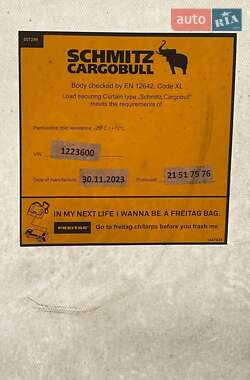 auto RIA
SCHMITZ
CARGOBULL
Body checked by EN 12642, Code XL
Load securing Curtain type „Schmitz Cargobull"
meets the requirements of:
VIN 1223600
Date of manufacture 30.11.2023 21 51 75 76
IN MY NEXT LIFE I WANNA BE A FREITAG BAG.
FREITAG Go to freitag.ch/tarps before you trash me